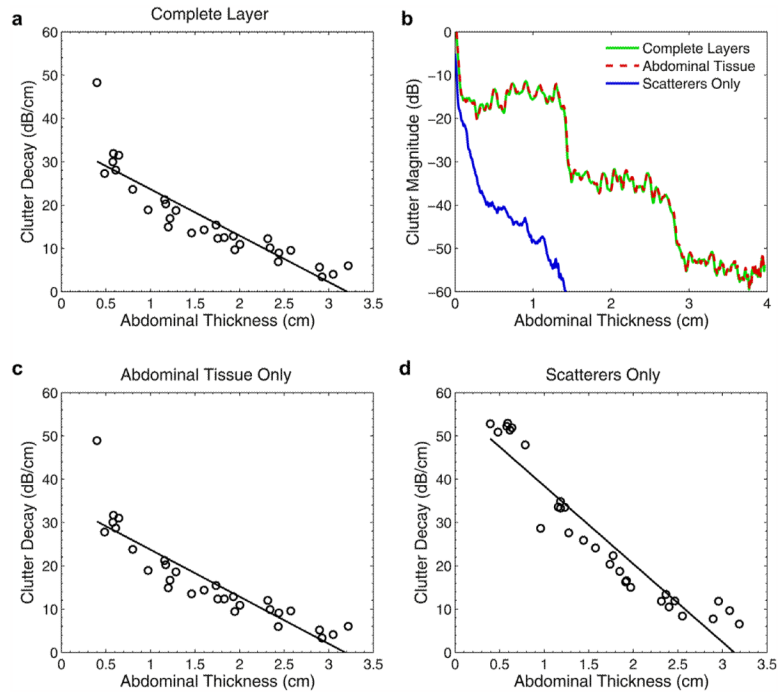 a
Complete Layer
60
50
40
30
20
10
0
Clutter Decay (dB/cm)
0 0.5 1 1.5 2 2.5 3 3.5
Abdominal Thickness (cm)
b
0
−10
−20
−30
−40
−50
−60
Clutter Magnitude (dB)
Complete Layers
Abdominal Tissue
Scatterers Only
0 1 2 3 4
Abdominal Thickness (cm)
c
Abdominal Tissue Only
60
50
40
30
20
10
0
Clutter Decay (dB/cm)
0 0.5 1 1.5 2 2.5 3 3.5
Abdominal Thickness (cm)
d
Scatterers Only
60
50
40
30
20
10
0
Clutter Decay (dB/cm)
0 0.5 1 1.5 2 2.5 3 3.5
Abdominal Thickness (cm)